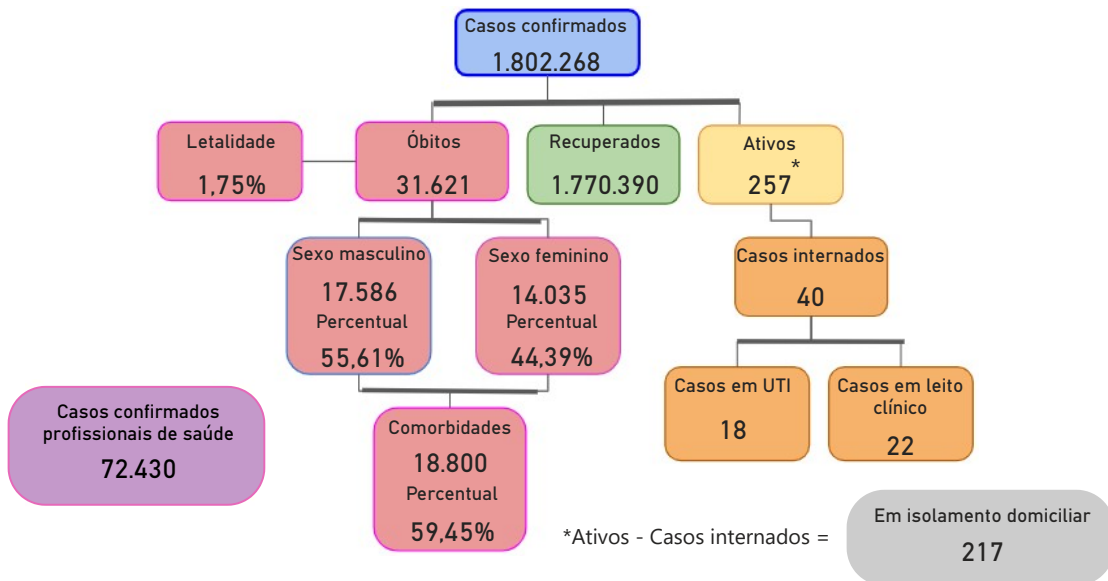 Casos confirmados
1.802.268
Letalidade
1,75%
Óbitos
31.621
Recuperados
1.770.390
Ativos
*
257
Sexo masculino
17.586
Percentual
55,61%
Sexo feminino
14.035
Percentual
44,39%
Casos internados
40
Casos em UTI
18
Casos em leito
clínico
22
Casos confirmados
profissionais de saúde
72.430
Comorbidades
18.800
Percentual
59,45%
*Ativos - Casos internados =
Em isolamento domiciliar
217